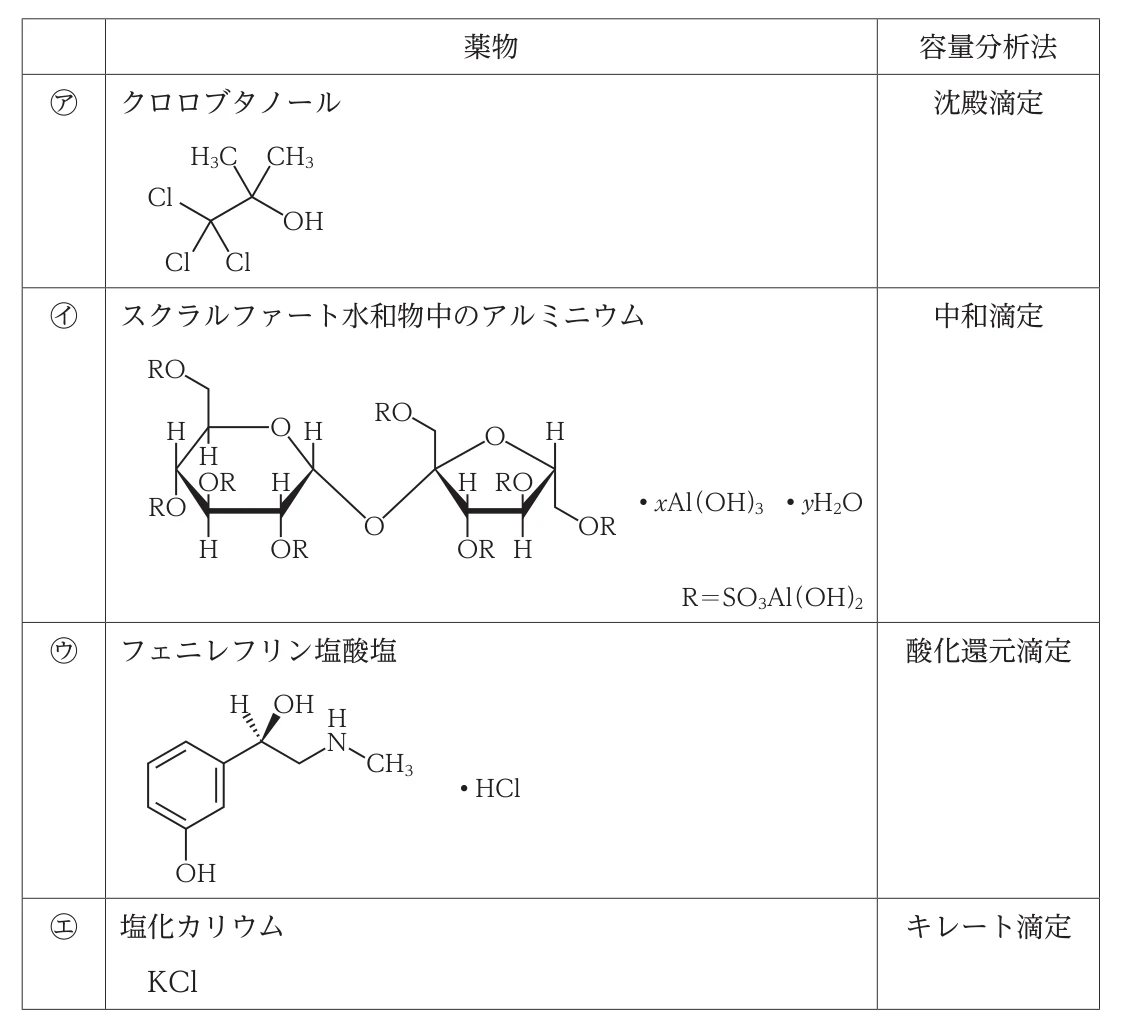 薬物 容量分析法
㋐ クロロブタノール 沈殿滴定
H₃C CH₃
Cl
OH
Cl Cl
㋑ スクラルファート水和物中のアルミニウム 中和滴定
RO
RO
O H O H
H
H
OR H H RO
RO ・xAl(OH)₃ ・yH₂O
O OR
H OR OR H
R=SO₃Al(OH)₂
㋒ フェニレフリン塩酸塩 酸化還元滴定
H OH H
N
CH₃
・HCl
OH
㋓ 塩化カリウム キレート滴定
KCl